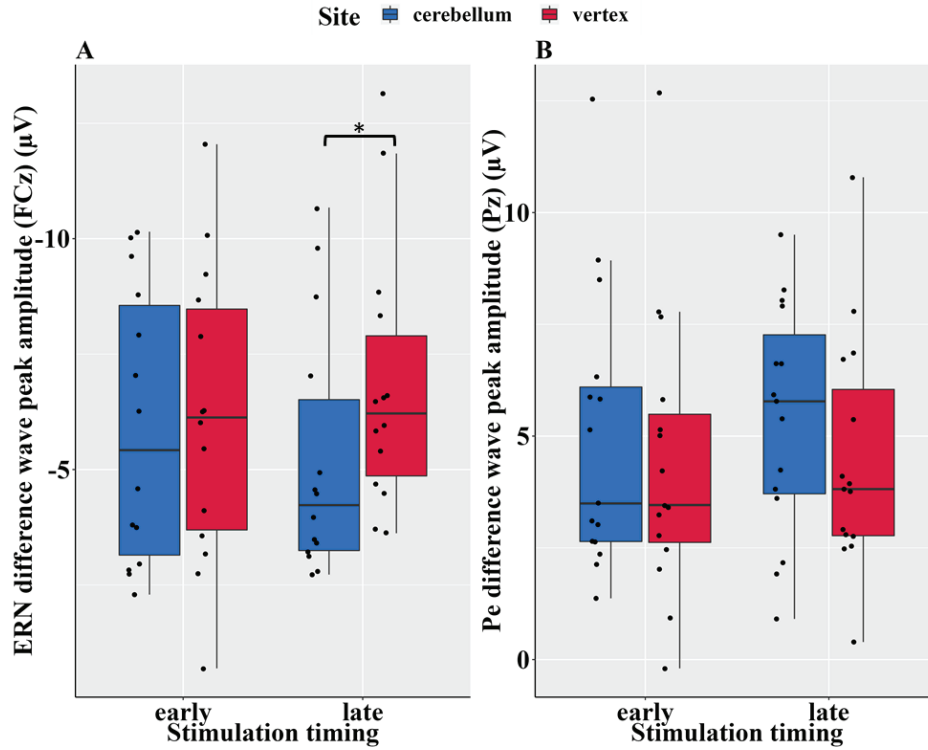 Site cerebellum vertex
A
ERN difference wave peak amplitude (FCz) (µV)
-10
-5
*
early late
Stimulation timing
B
Pe difference wave peak amplitude (Pz) (µV)
10
5
0
early late
Stimulation timing